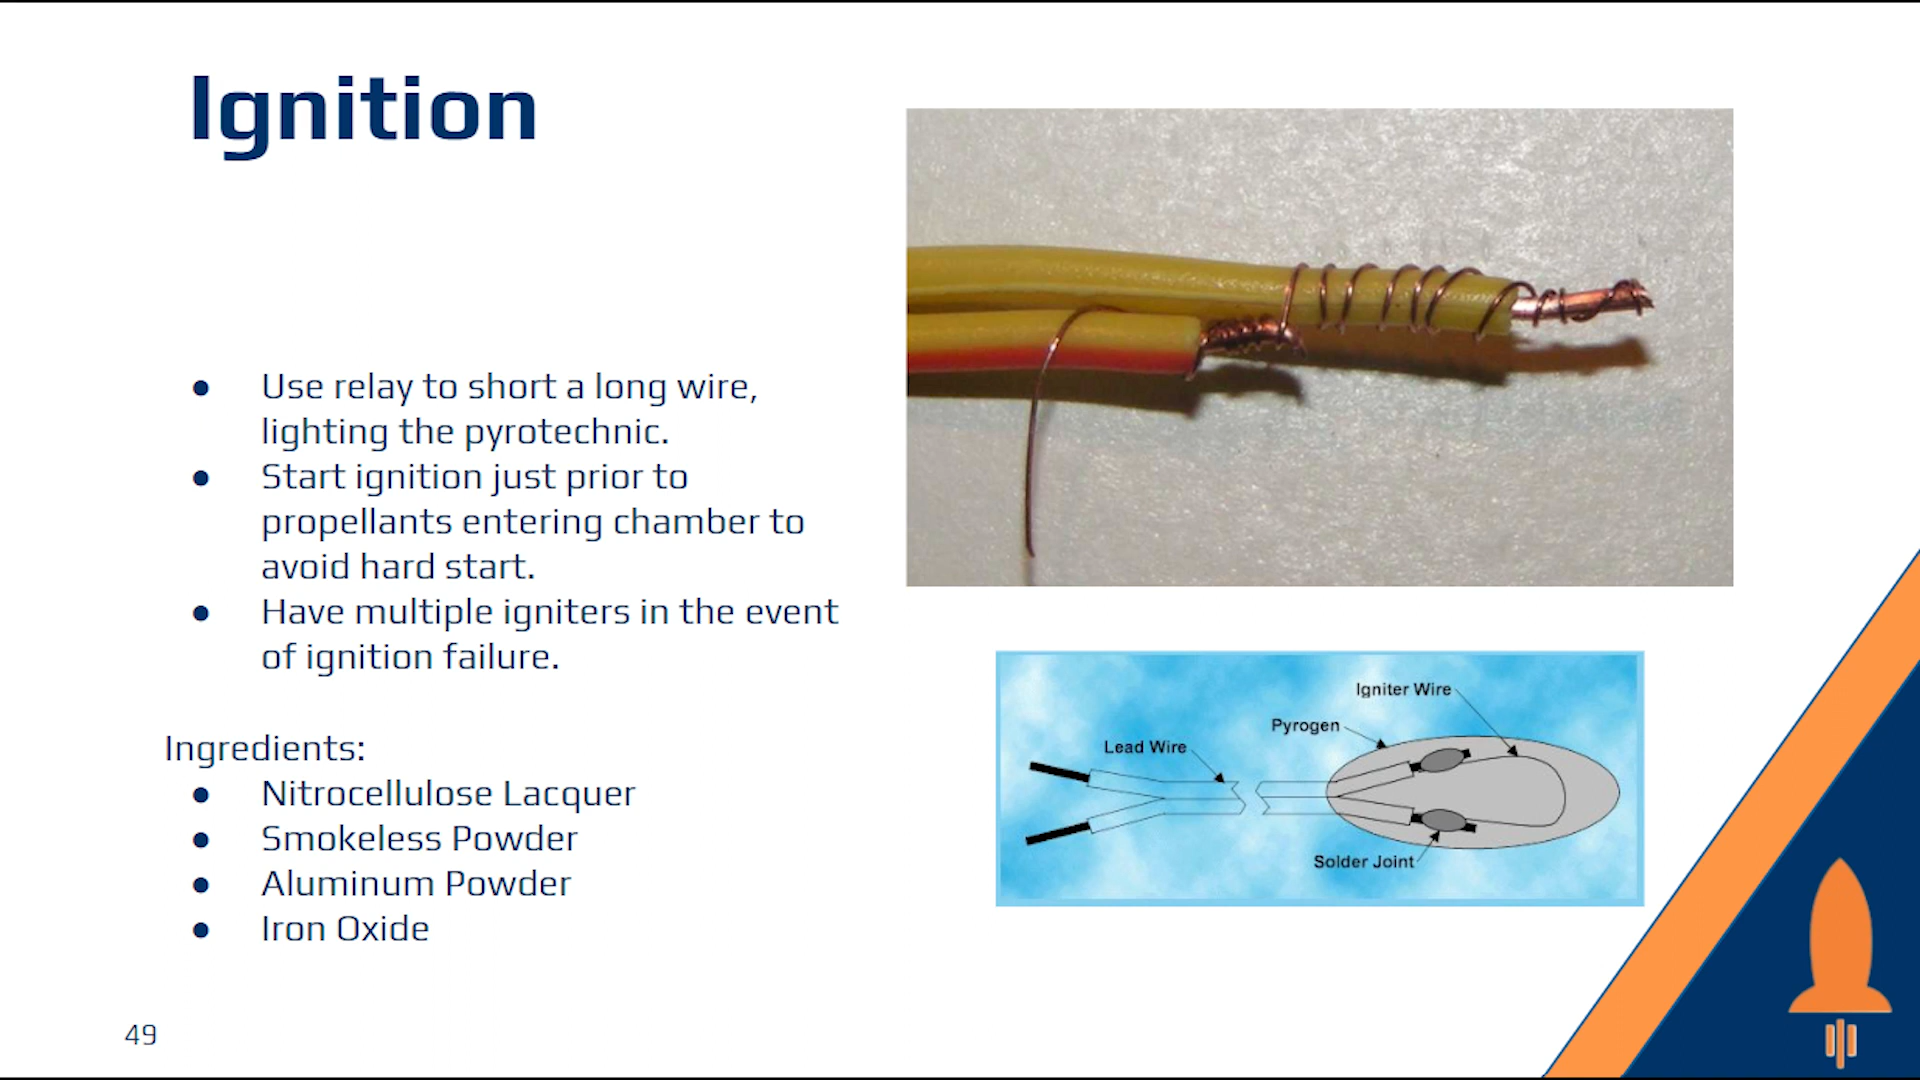 Ignition
● Use relay to short a long wire,
lighting the pyrotechnic.
● Start ignition just prior to
propellants entering chamber to
avoid hard start.
● Have multiple igniters in the event
of ignition failure.
Ingredients:
● Nitrocellulose Lacquer
● Smokeless Powder
● Aluminum Powder
● Iron Oxide
Igniter Wire
Pyrogen
Lead Wire
Solder Joint
49